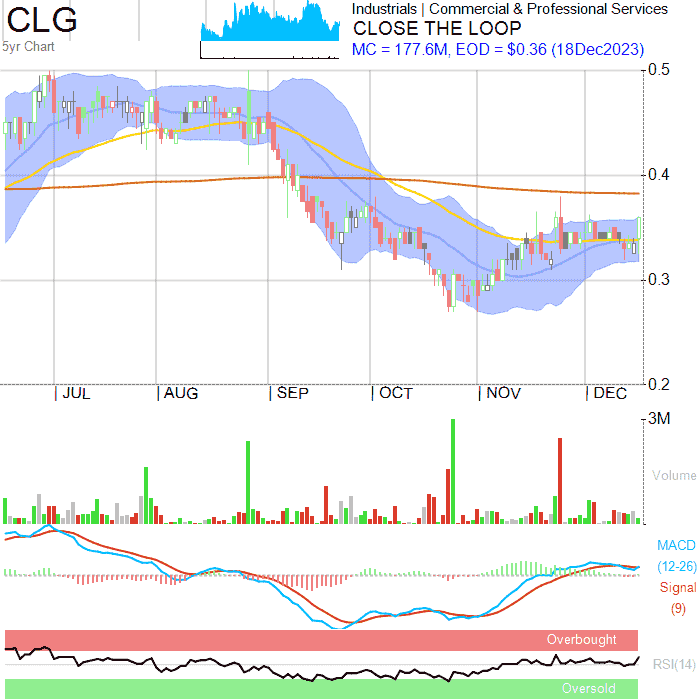 CLG
5yr Chart
Industrials | Commercial & Professional Services
CLOSE THE LOOP
MC = 177.6M, EOD = $0.36 (18Dec2023)
0.5
0.4
0.3
0.2
| JUL | AUG | SEP | OCT | NOV | DEC
3M
Volume
MACD
(12-26)
Signal
(9)
Overbought
RSI(14)
Oversold